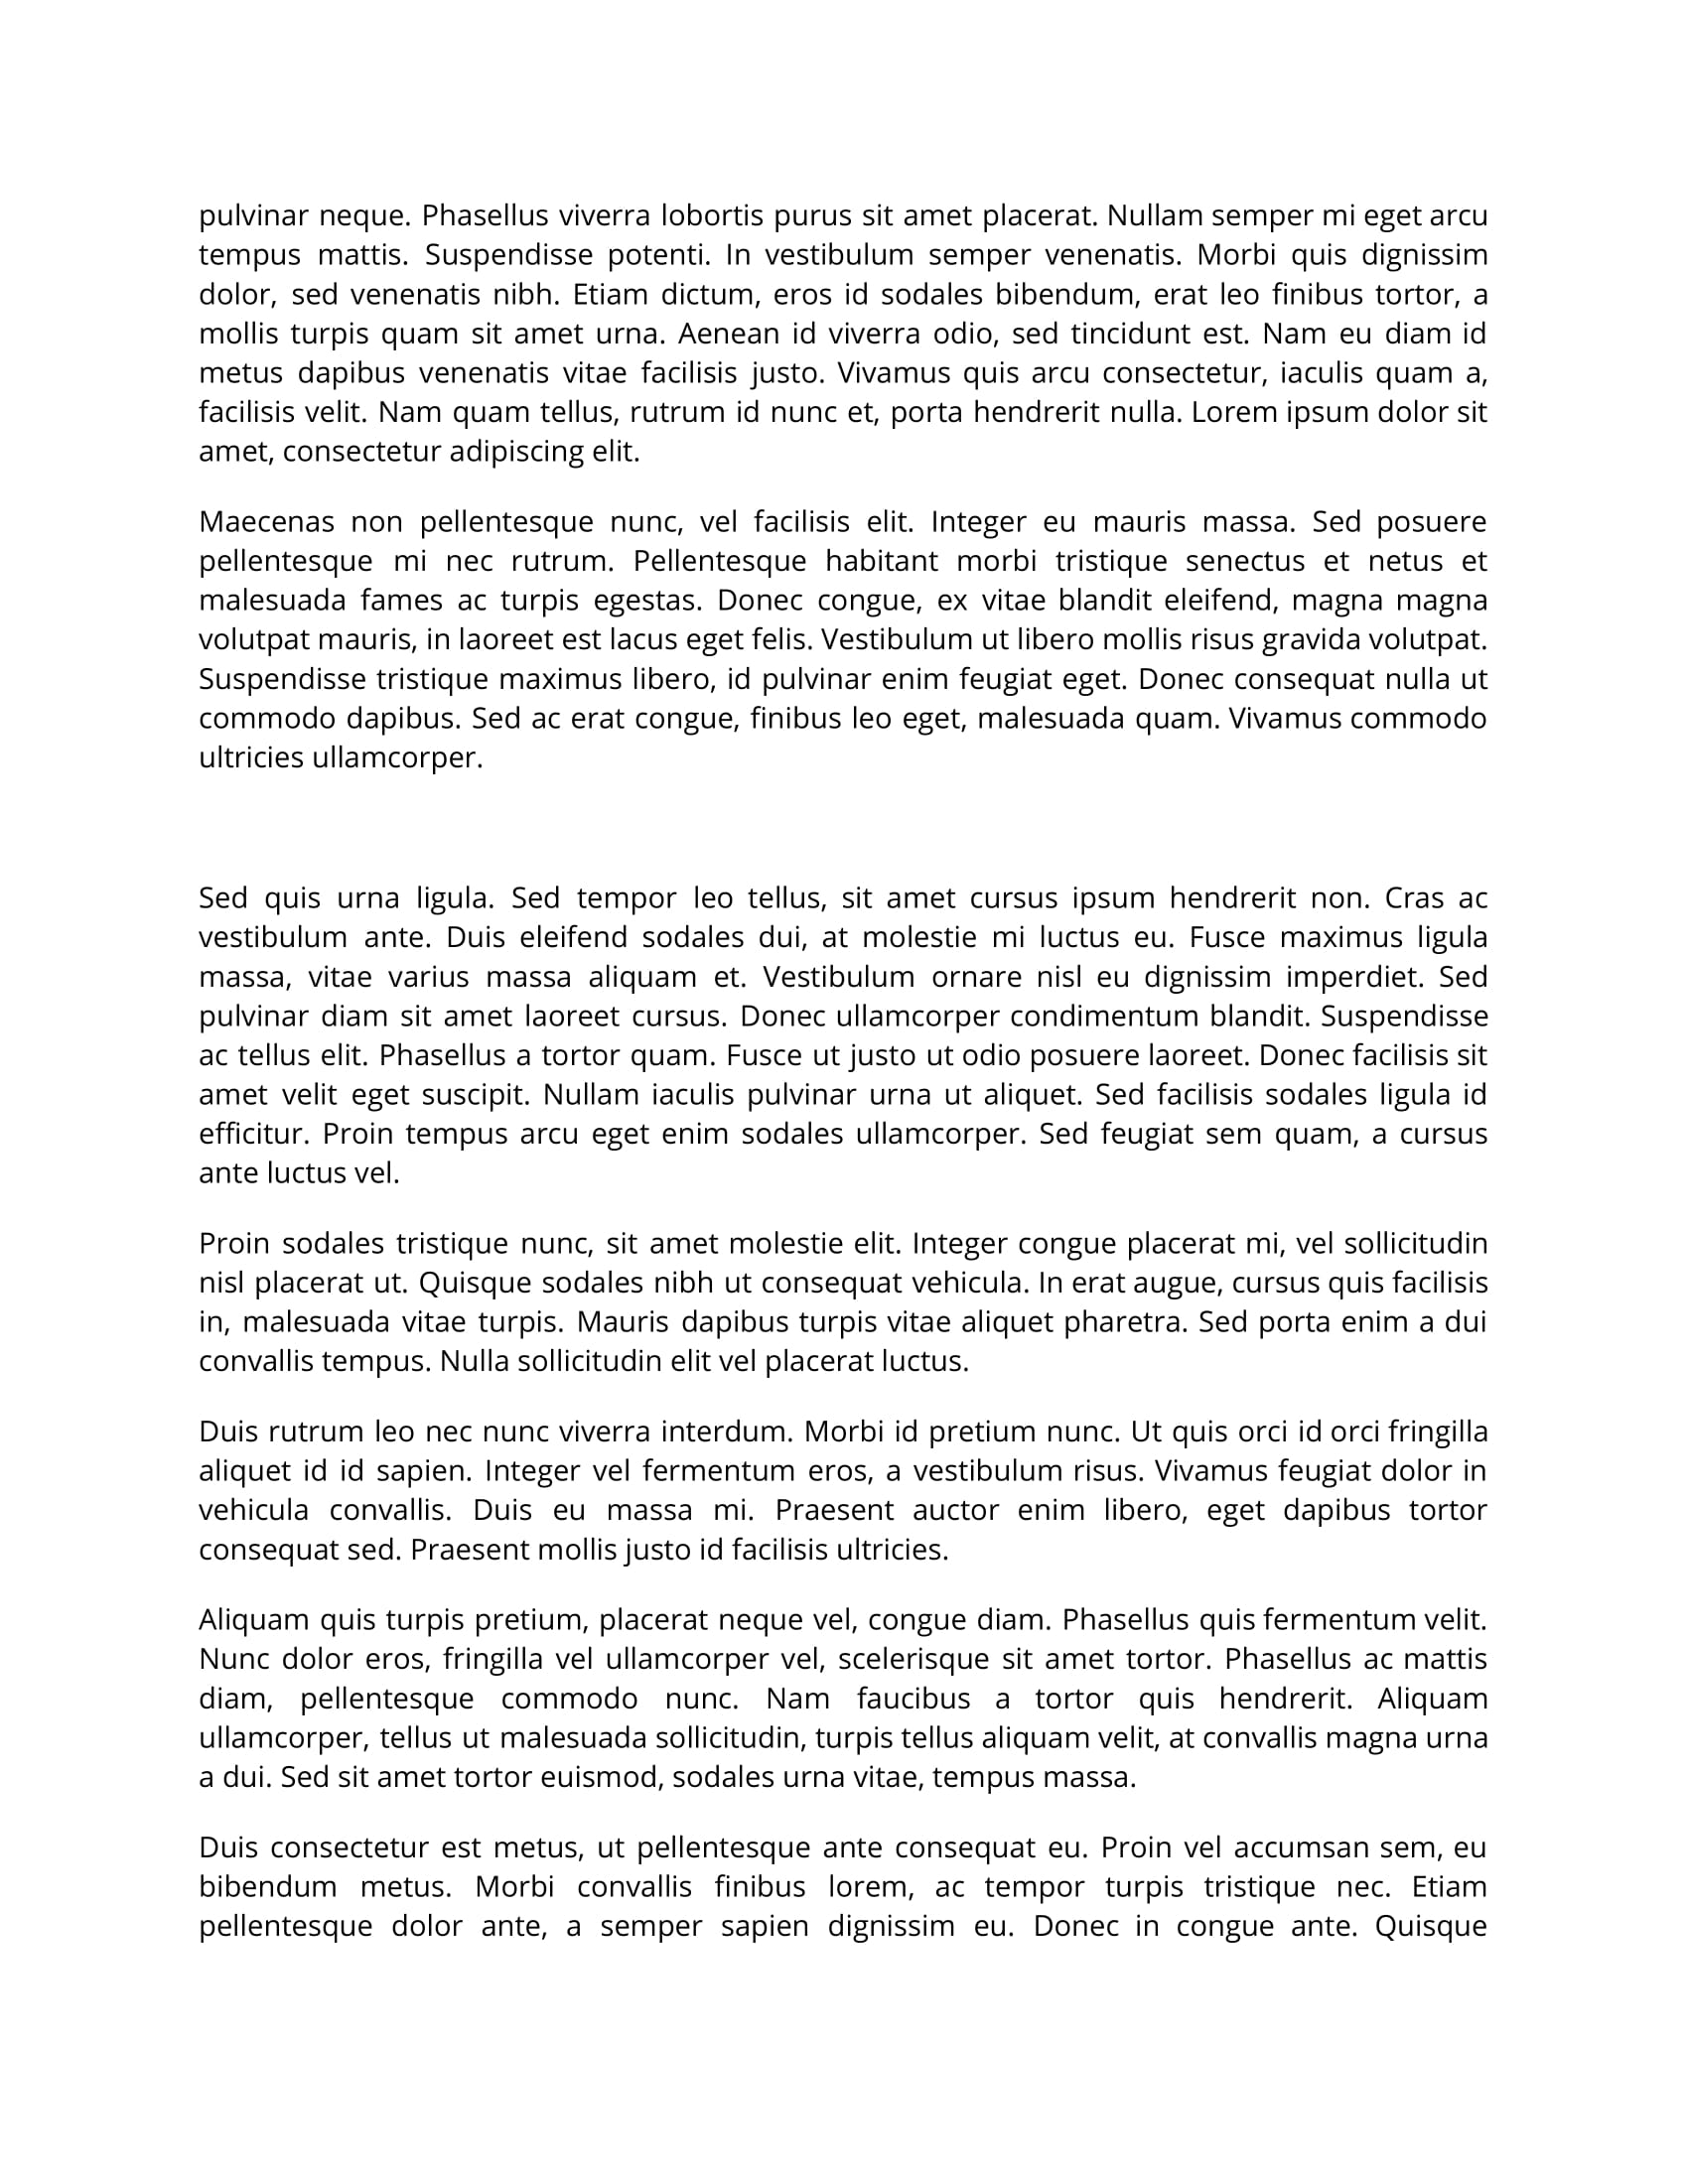 pulvinar neque. Phasellus viverra lobortis purus sit amet placerat. Nullam semper mi eget arcu
tempus mattis. Suspendisse potenti. In vestibulum semper venenatis. Morbi quis dignissim
dolor, sed venenatis nibh. Etiam dictum, eros id sodales bibendum, erat leo finibus tortor, a
mollis turpis quam sit amet urna. Aenean id viverra odio, sed tincidunt est. Nam eu diam id
metus dapibus venenatis vitae facilisis justo. Vivamus quis arcu consectetur, iaculis quam a,
facilisis velit. Nam quam tellus, rutrum id nunc et, porta hendrerit nulla. Lorem ipsum dolor sit
amet, consectetur adipiscing elit.
Maecenas non pellentesque nunc, vel facilisis elit. Integer eu mauris massa. Sed posuere
pellentesque mi nec rutrum. Pellentesque habitant morbi tristique senectus et netus et
malesuada fames ac turpis egestas. Donec congue, ex vitae blandit eleifend, magna magna
volutpat mauris, in laoreet est lacus eget felis. Vestibulum ut libero mollis risus gravida volutpat.
Suspendisse tristique maximus libero, id pulvinar enim feugiat eget. Donec consequat nulla ut
commodo dapibus. Sed ac erat congue, finibus leo eget, malesuada quam. Vivamus commodo
ultricies ullamcorper.
Sed quis urna ligula. Sed tempor leo tellus, sit amet cursus ipsum hendrerit non. Cras ac
vestibulum ante. Duis eleifend sodales dui, at molestie mi luctus eu. Fusce maximus ligula
massa, vitae varius massa aliquam et. Vestibulum ornare nisl eu dignissim imperdiet. Sed
pulvinar diam sit amet laoreet cursus. Donec ullamcorper condimentum blandit. Suspendisse
ac tellus elit. Phasellus a tortor quam. Fusce ut justo ut odio posuere laoreet. Donec facilisis sit
amet velit eget suscipit. Nullam iaculis pulvinar urna ut aliquet. Sed facilisis sodales ligula id
efficitur. Proin tempus arcu eget enim sodales ullamcorper. Sed feugiat sem quam, a cursus
ante luctus vel.
Proin sodales tristique nunc, sit amet molestie elit. Integer congue placerat mi, vel sollicitudin
nisl placerat ut. Quisque sodales nibh ut consequat vehicula. In erat augue, cursus quis facilisis
in, malesuada vitae turpis. Mauris dapibus turpis vitae aliquet pharetra. Sed porta enim a dui
convallis tempus. Nulla sollicitudin elit vel placerat luctus.
Duis rutrum leo nec nunc viverra interdum. Morbi id pretium nunc. Ut quis orci id orci fringilla
aliquet id id sapien. Integer vel fermentum eros, a vestibulum risus. Vivamus feugiat dolor in
vehicula convallis. Duis eu massa mi. Praesent auctor enim libero, eget dapibus tortor
consequat sed. Praesent mollis justo id facilisis ultricies.
Aliquam quis turpis pretium, placerat neque vel, congue diam. Phasellus quis fermentum velit.
Nunc dolor eros, fringilla vel ullamcorper vel, scelerisque sit amet tortor. Phasellus ac mattis
diam, pellentesque commodo nunc. Nam faucibus a tortor quis hendrerit. Aliquam
ullamcorper, tellus ut malesuada sollicitudin, turpis tellus aliquam velit, at convallis magna urna
a dui. Sed sit amet tortor euismod, sodales urna vitae, tempus massa.
Duis consectetur est metus, ut pellentesque ante consequat eu. Proin vel accumsan sem, eu
bibendum metus. Morbi convallis finibus lorem, ac tempor turpis tristique nec. Etiam
pellentesque dolor ante, a semper sapien dignissim eu. Donec in congue ante. Quisque